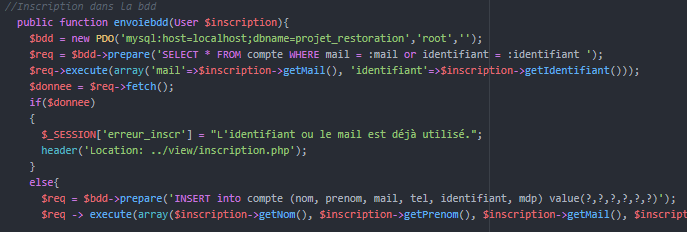 //Inscription dans la bdd
public function envoiebdd(User $inscription){
$bdd = new PDO('mysql:host=localhost;dbname=projet_restoration','root','');
$req = $bdd->prepare('SELECT * FROM compte WHERE mail = :mail or identifiant = :identifiant ');
$req->execute(array('mail'=>$inscription->getMail(), 'identifiant'=>$inscription->getIdentifiant()));
$donnee = $req->fetch();
if($donnee)
{
$_SESSION['erreur_inscr'] = "L'identifiant ou le mail est déjà utilisé.";
header('Location: ../view/inscription.php');
}
else{
$req = $bdd->prepare('INSERT into compte (nom, prenom, mail, tel, identifiant, mdp) value(?,?,?,?,?,?)');
$req -> execute(array($inscription->getNom(), $inscription->getPrenom(), $inscription->getMail(), $inscript